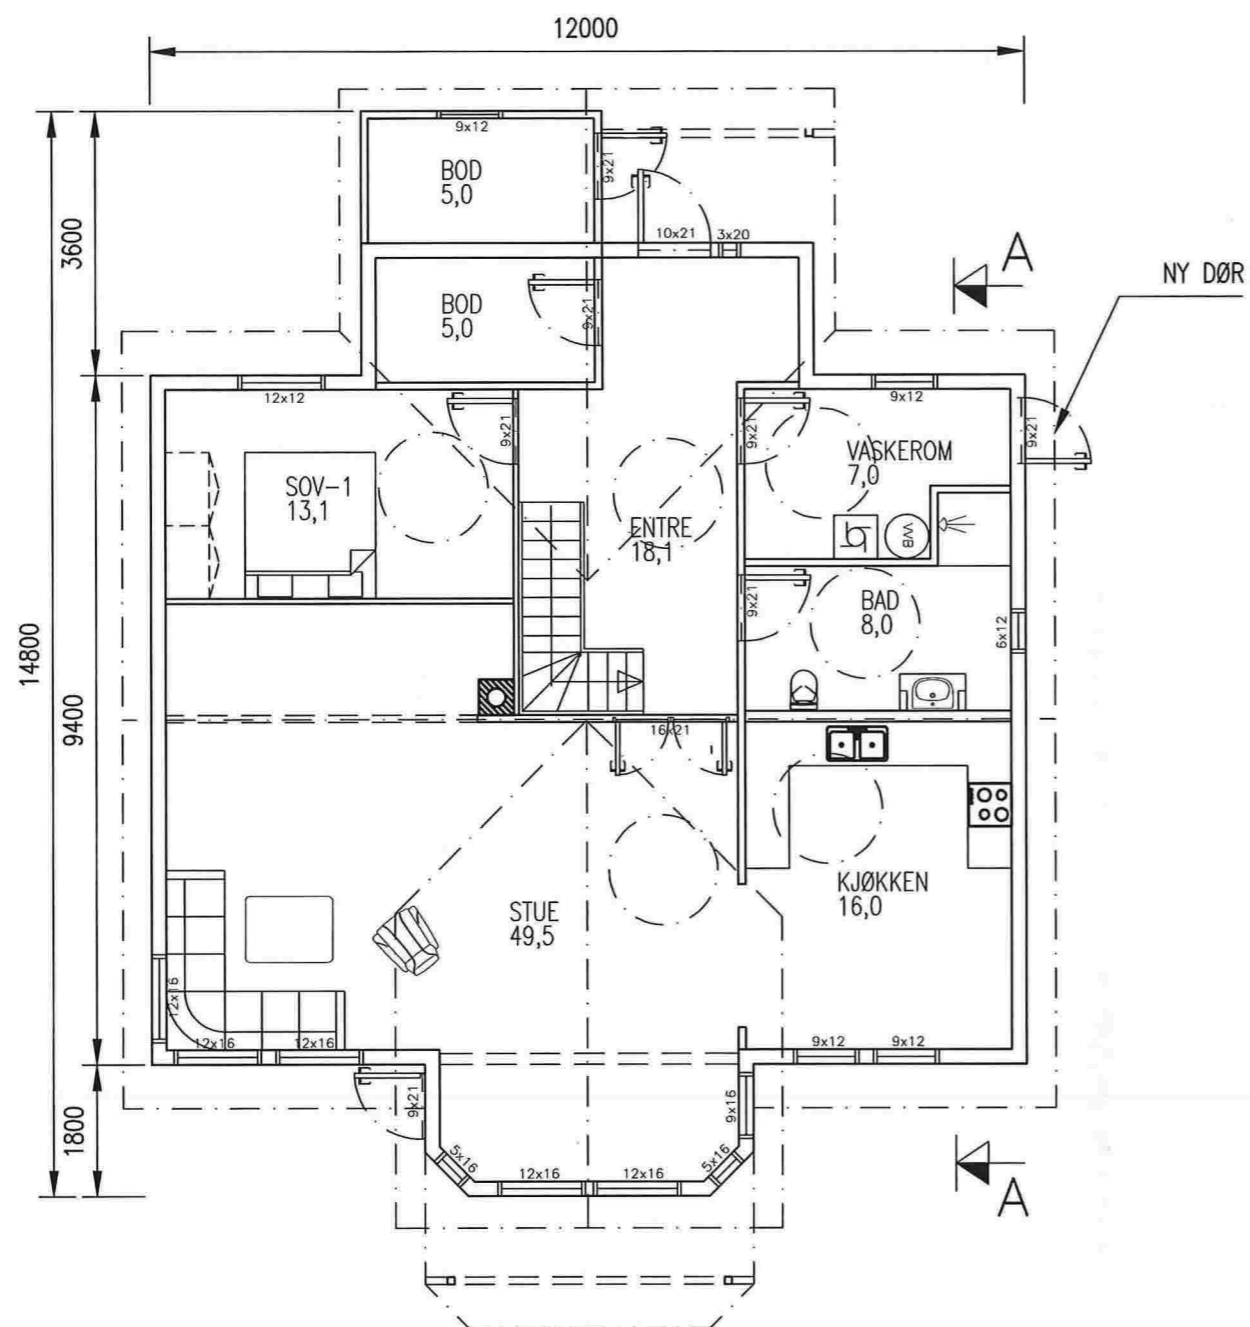 12000
9x12
BOD
5,0
9x21
10x21
3x20
3600
A
NY DØR
BOD
5,0
9x21
12x12
9x12
9x21
9x21
9x21
VASKEROM
7,0
SOV-1
13,1
ENTRE
18,1
VVB
BAD
8,0
9x21
6x12
14800
9400
16x21
KJØKKEN
16,0
STUE
49,5
12x16
12x16
12x16
9x12
9x12
9x21
9x16
1800
5x16
12x16
12x16
5x16
A